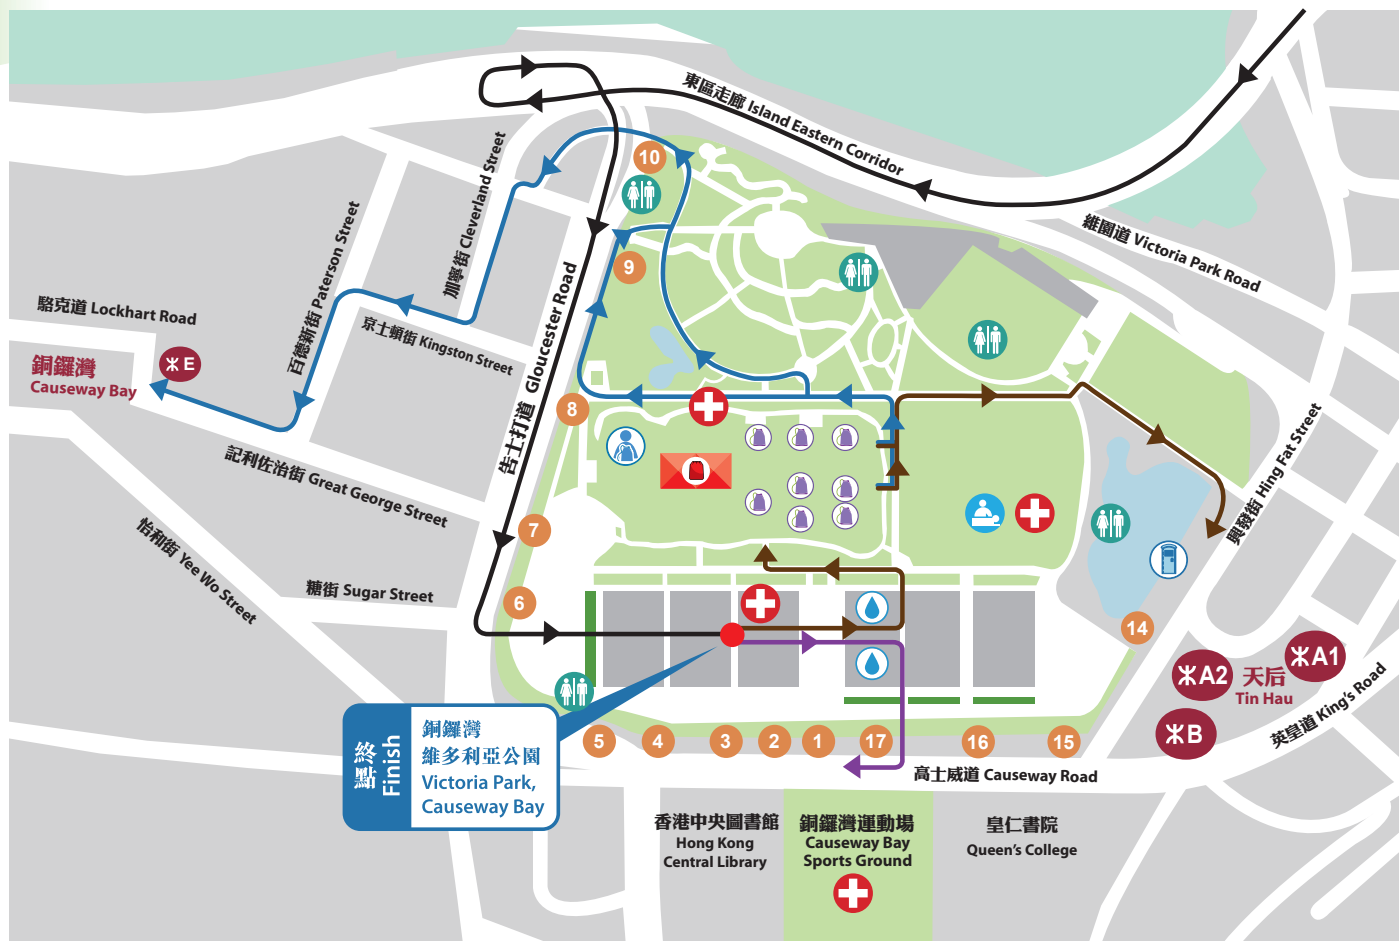 東區走廊 Island Eastern Corridor
維園道 Victoria Park Road
加寧街 Cleverland Street
百德新街 Paterson Street
告士打道 Gloucester Road
京士頓街 Kingston Street
駱克道 Lockhart Road
銅鑼灣
Causeway Bay
E
記利佐治街 Great George Street
怡和街 Yee Wo Street
糖街 Sugar Street
興發街 Hing Fat Street
10
9
8
7
6
5
4
3
2
1
17
16
15
14
A2
天后
Tin Hau
A1
B
英皇道 King's Road
終點
Finish
銅鑼灣
維多利亞公園
Victoria Park,
Causeway Bay
高士威道 Causeway Road
香港中央圖書館
Hong Kong
Central Library
銅鑼灣運動場
Causeway Bay
Sports Ground
皇仁書院
Queen's College